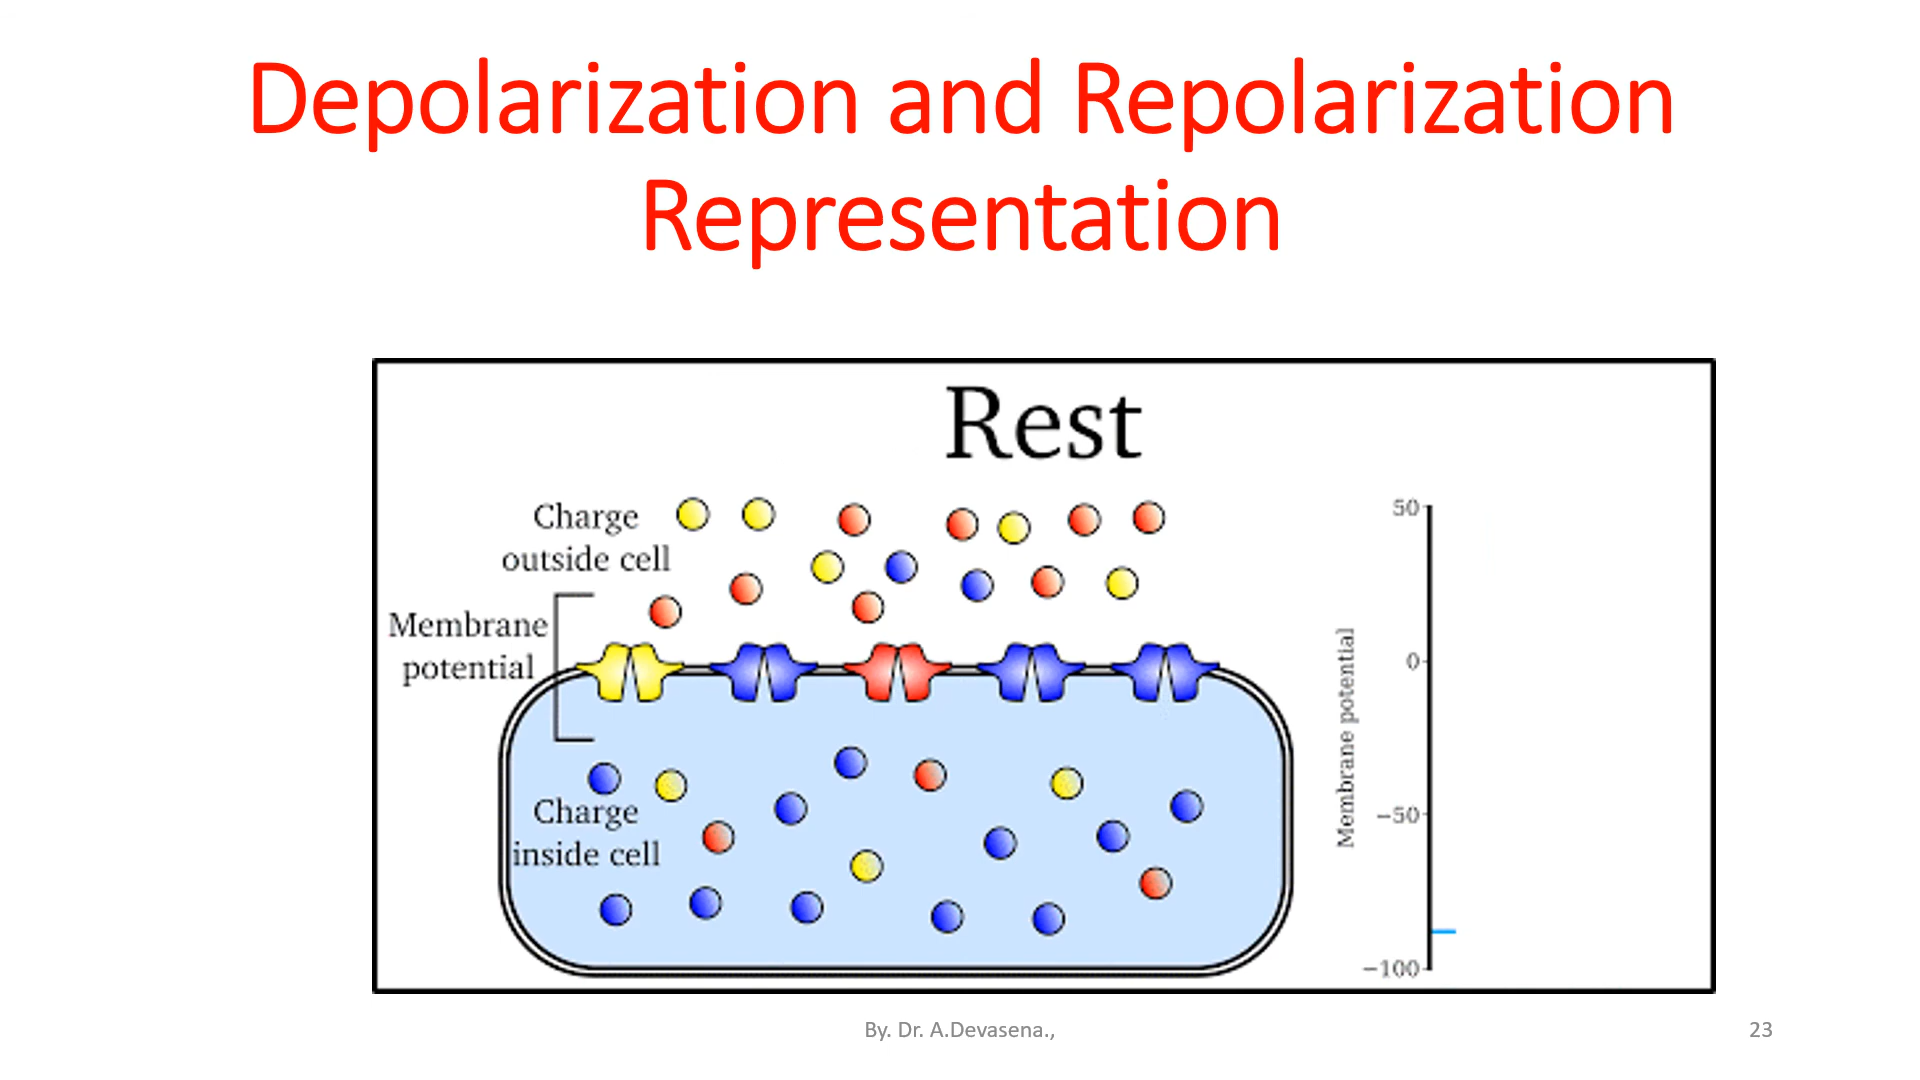 Depolarization and Repolarization
Representation
Rest
Charge
outside cell
Membrane
potential
Charge
inside cell
Membrane potential
50
0
−50
−100
By. Dr. A.Devasena.,
23